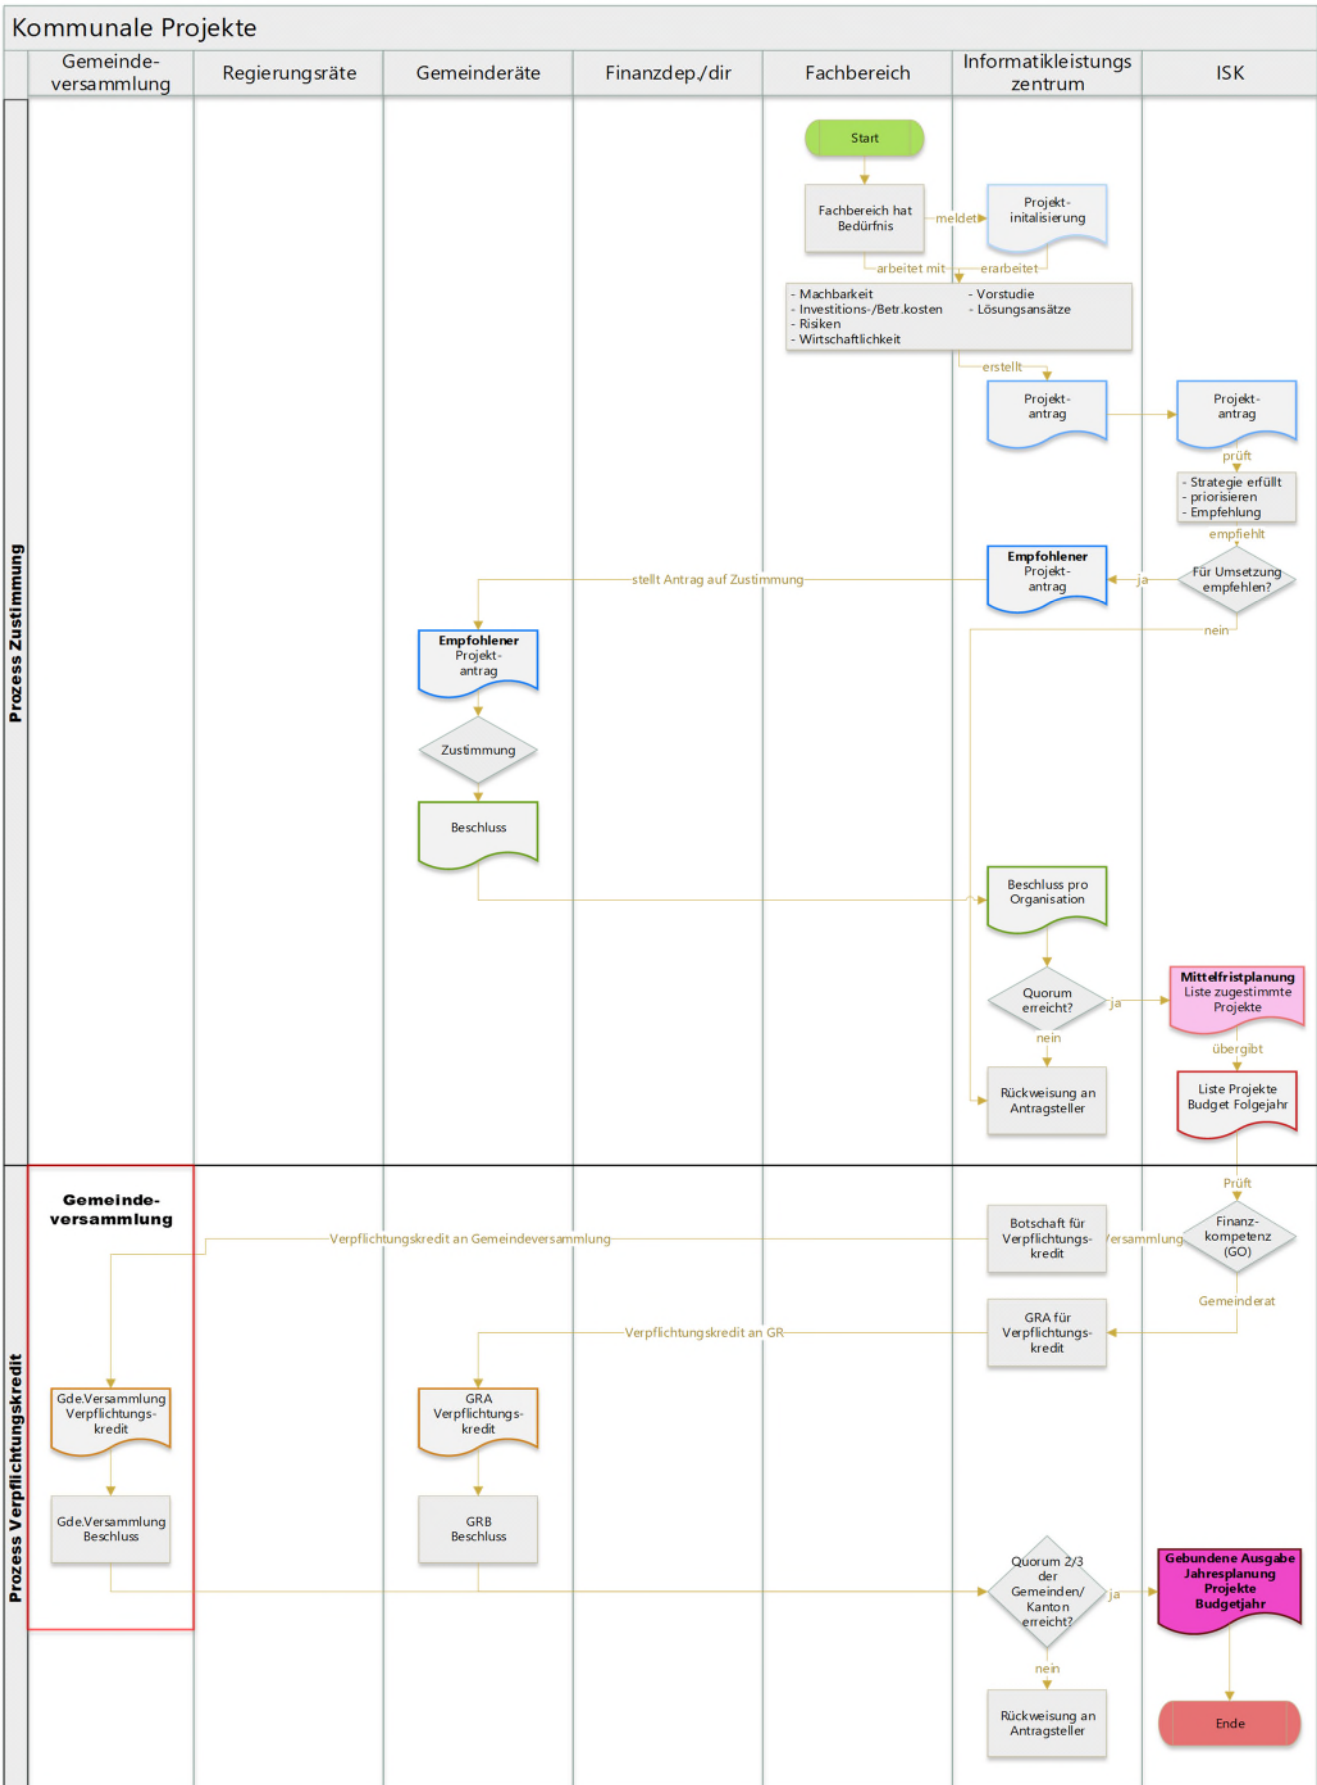 Kommunale Projekte
Gemeinde-
versammlung
Regierungsräte
Gemeinderäte
Finanzdep./dir
Fachbereich
Informatikleistungs
zentrum
ISK
Prozess Zustimmung
Start
Fachbereich hat
Bedürfnis
meldet
Projekt-
initalisierung
arbeitet mit
erarbeitet
- Machbarkeit
- Investitions-/Betr.kosten
- Risiken
- Wirtschaftlichkeit
- Vorstudie
- Lösungsansätze
erstellt
Projekt-
antrag
Projekt-
antrag
prüft
- Strategie erfüllt
- priorisieren
- Empfehlung
empfiehlt
Für Umsetzung
empfehlen?
ja
nein
Empfohlener
Projekt-
antrag
stellt Antrag auf Zustimmung
Empfohlener
Projekt-
antrag
Zustimmung
Beschluss
Beschluss pro
Organisation
Quorum
erreicht?
ja
nein
Mittelfristplanung
Liste zugestimmte
Projekte
übergibt
Rückweisung an
Antragsteller
Liste Projekte
Budget Folgejahr
Prozess Verpflichtungskredit
Gemeinde-
versammlung
Prüft
Finanz-
kompetenz
(GO)
Versammlung
Botschaft für
Verpflichtungs-
kredit
Verpflichtungskredit an Gemeindeversammlung
Gemeinderat
GRA für
Verpflichtungs-
kredit
Verpflichtungskredit an GR
Gde.Versammlung
Verpflichtungs-
kredit
GRA
Verpflichtungs-
kredit
Gde.Versammlung
Beschluss
GRB
Beschluss
Quorum 2/3
der
Gemeinden/
Kanton
erreicht?
ja
nein
Gebundene Ausgabe
Jahresplanung
Projekte
Budgetjahr
Rückweisung an
Antragsteller
Ende